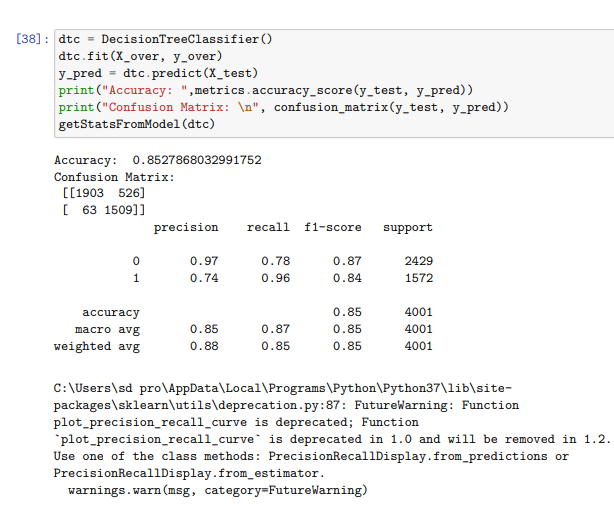 [38]: dtc = DecisionTreeClassifier()
dtc.fit(X_over, y_over)
y_pred = dtc.predict(X_test)
print("Accuracy: ",metrics.accuracy_score(y_test, y_pred))
print("Confusion Matrix: \n", confusion_matrix(y_test, y_pred))
getStatsFromModel(dtc)
Accuracy:  0.8527868032991752
Confusion Matrix:
 [[1903  526]
 [  63 1509]]
              precision    recall  f1-score   support
           0       0.97      0.78      0.87      2429
           1       0.74      0.96      0.84      1572
    accuracy                           0.85      4001
   macro avg       0.85      0.87      0.85      4001
weighted avg       0.88      0.85      0.85      4001
C:\Users\sd pro\AppData\Local\Programs\Python\Python37\lib\site-
packages\sklearn\utils\deprecation.py:87: FutureWarning: Function
plot_precision_recall_curve is deprecated; Function
`plot_precision_recall_curve` is deprecated in 1.0 and will be removed in 1.2.
Use one of the class methods: PrecisionRecallDisplay.from_predictions or
PrecisionRecallDisplay.from_estimator.
  warnings.warn(msg, category=FutureWarning)